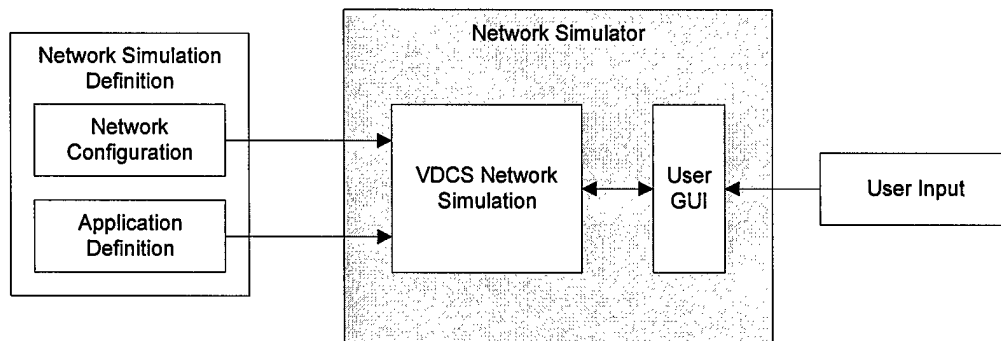 Network Simulation
Definition
Network
Configuration
Application
Definition
Network Simulator
VDCS Network
Simulation
User
GUI
User Input